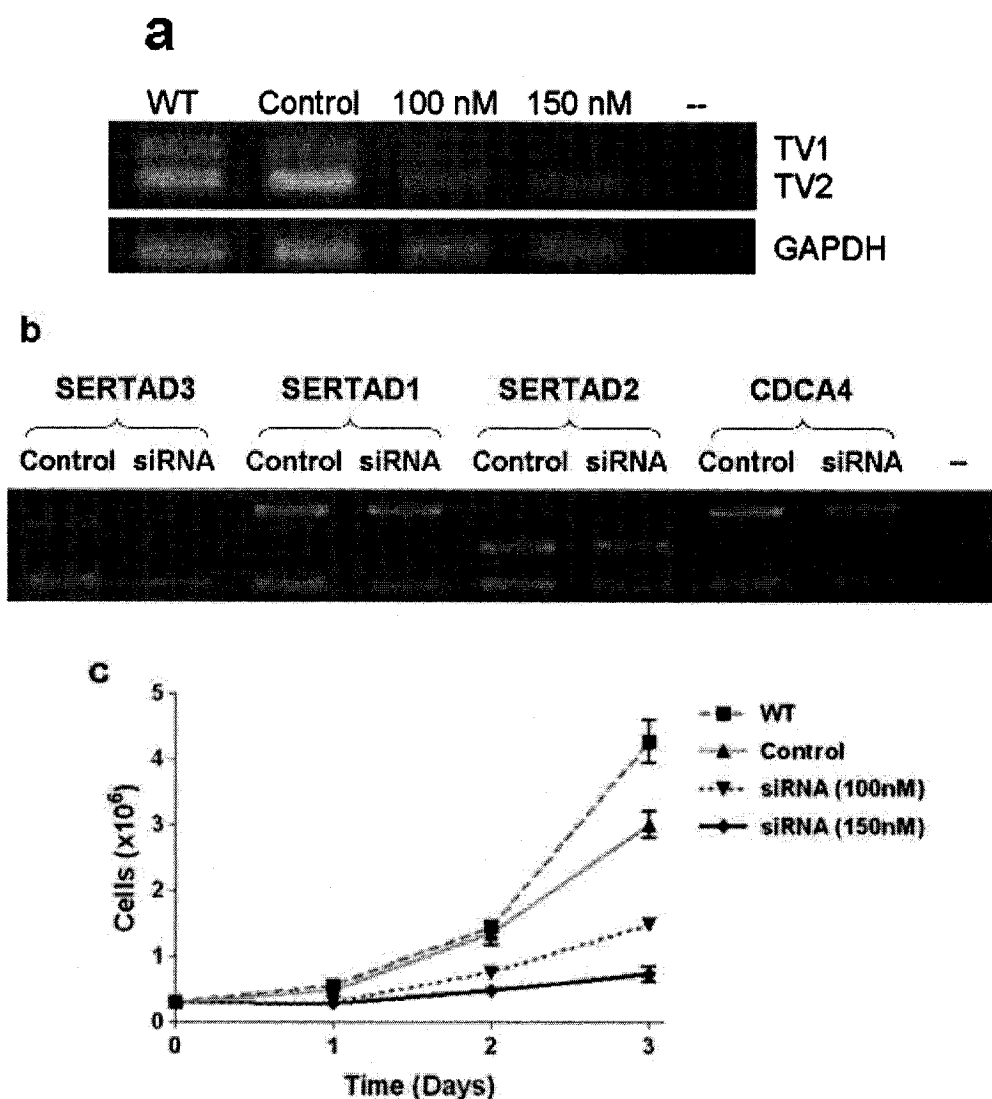 a
WT Control 100 nM 150 nM --
TV1
TV2
GAPDH
b
SERTAD3 SERTAD1 SERTAD2 CDCA4
Control siRNA Control siRNA Control siRNA Control siRNA –
c
5
4
3
2
1
0
Cells (x10⁶)
0 1 2 3
Time (Days)
WT
Control
siRNA (100nM)
siRNA (150nM)